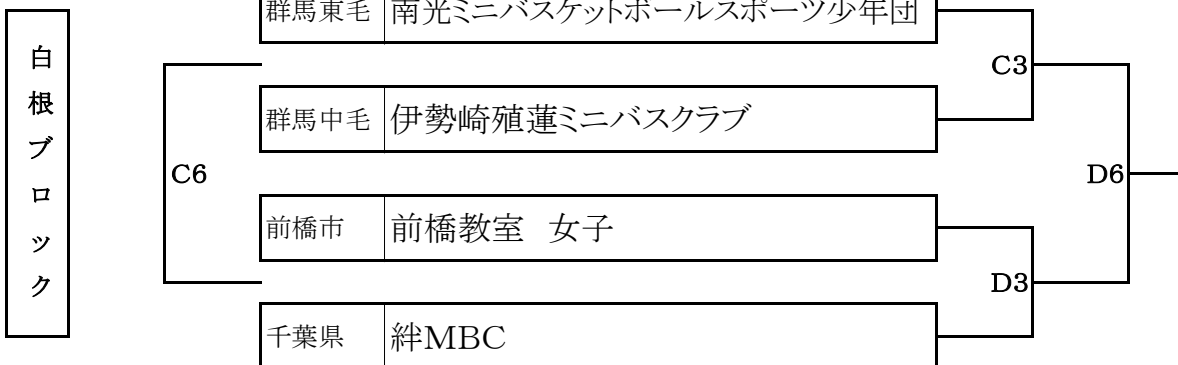 白根ブロック
群馬東毛 南光ミニバスケットボールスポーツ少年団
C3
群馬中毛 伊勢崎殖蓮ミニバスクラブ
C6
D6
前橋市 前橋教室 女子
D3
千葉県 絆MBC